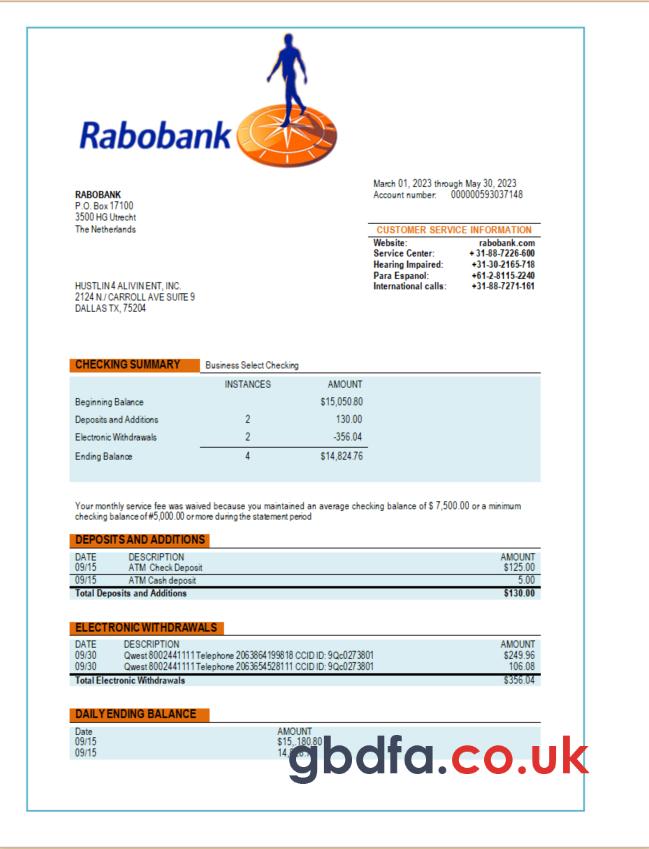 Rabobank
March 01, 2023 through May 30, 2023
Account number: 000000593037148
RABOBANK
P.O. Box 17100
3500 HG Utrecht
The Netherlands
CUSTOMER SERVICE INFORMATION
Website: rabobank.com
Service Center: +31-88-7226-600
Hearing Impaired: +31-30-2165-718
Para Espanol: +61-2-8115-2240
International calls: +31-88-7271-161
HUSTLIN 4 ALIVIN ENT, INC.
2124 N./ CARROLL AVE SUITE 9
DALLAS TX, 75204
CHECKING SUMMARY Business Select Checking
INSTANCES AMOUNT
Beginning Balance $15,050.80
Deposits and Additions 2 130.00
Electronic Withdrawals 2 -356.04
Ending Balance 4 $14,824.76
Your monthly service fee was waived because you maintained an average checking balance of $ 7,500.00 or a minimum
checking balance of #5,000.00 or more during the statement period
DEPOSITS AND ADDITIONS
DATE DESCRIPTION AMOUNT
09/15 ATM Check Deposit $125.00
09/15 ATM Cash deposit 5.00
Total Deposits and Additions $130.00
ELECTRONIC WITHDRAWALS
DATE DESCRIPTION AMOUNT
09/30 Qwest 8002441111 Telephone 2063864199818 CCID ID: 9Qc0273801 $249.96
09/30 Qwest 8002441111 Telephone 2063654528111 CCID ID: 9Qc0273801 106.08
Total Electronic Withdrawals $356.04
DAILY ENDING BALANCE
Date AMOUNT
09/15 $15,.180.80
09/15
gbdfa.co.uk